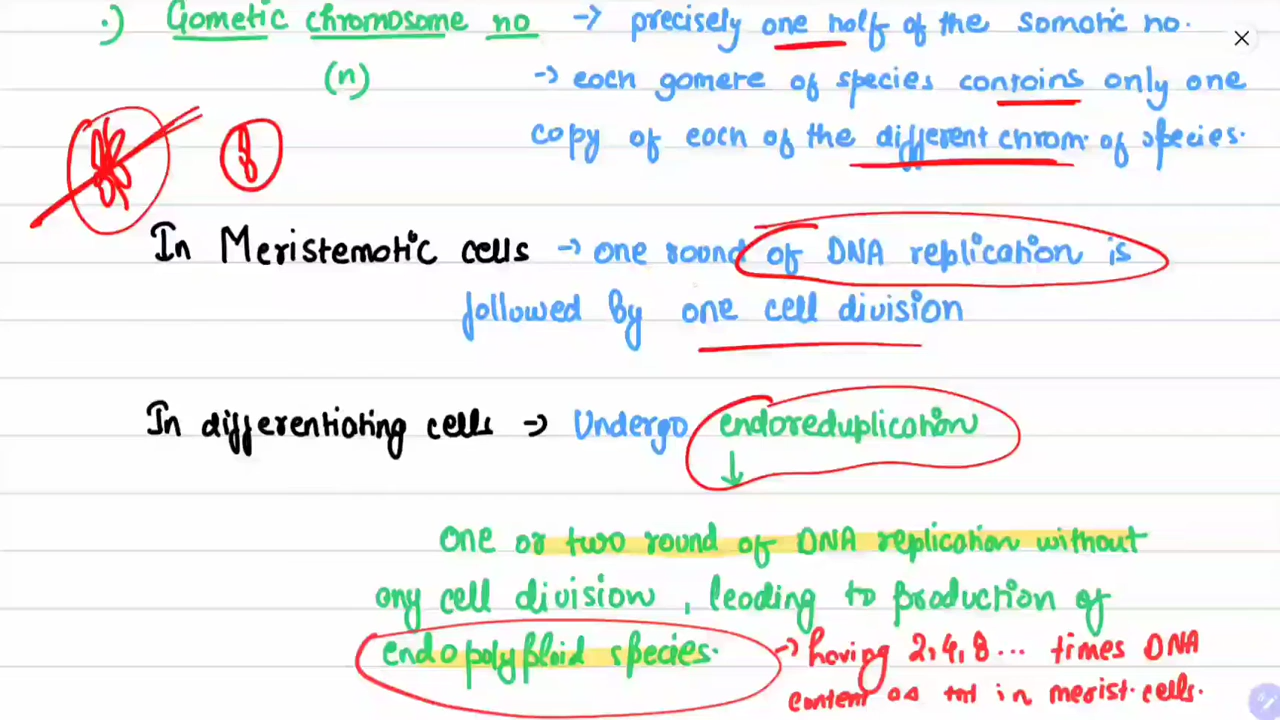 .) Gametic chromosome no → precisely one half of the somatic no.
(n) → each gamere of species contains only one
copy of each of the different chrom. of species.
In Meristematic cells → one round of DNA replication is
followed by one cell division
In differentiating cells → Undergo endoreduplication
↓
One or two round of DNA replication without
any cell division, leading to production of
endopolyploid species. → having 2,4,8... times DNA
content as tnt in merist. cells.